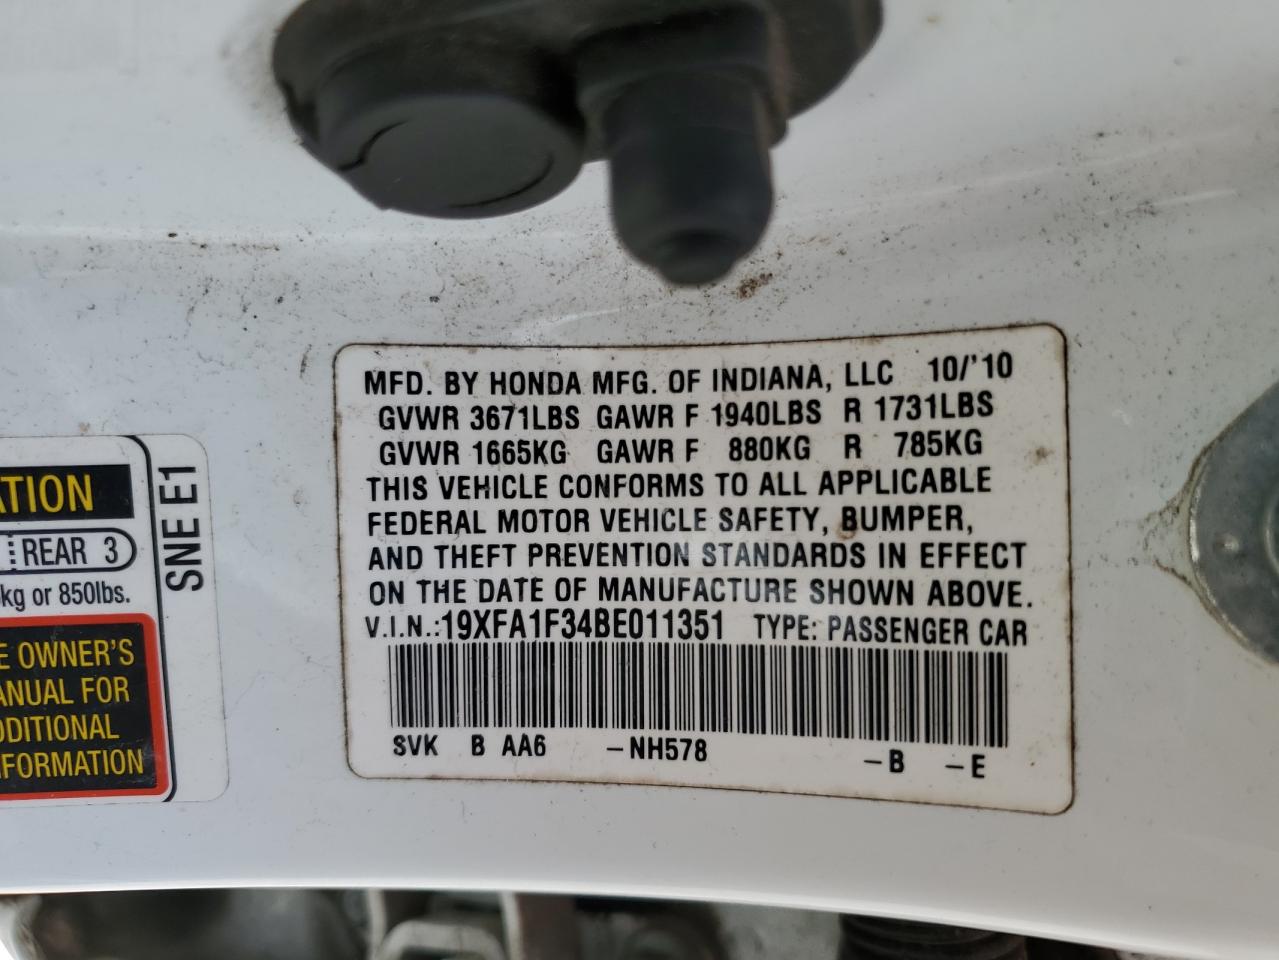 MFD. BY HONDA MFG. OF INDIANA, LLC 10/'10
GVWR 3671LBS GAWR F 1940LBS R 1731LBS
GVWR 1665KG GAWR F 880KG R 785KG
THIS VEHICLE CONFORMS TO ALL APPLICABLE
FEDERAL MOTOR VEHICLE SAFETY, BUMPER,
AND THEFT PREVENTION STANDARDS IN EFFECT
ON THE DATE OF MANUFACTURE SHOWN ABOVE.
V.I.N.:19XFA1F34BE011351 TYPE: PASSENGER CAR
SVK B AA6 -NH578 -B -E
ATION
REAR 3
kg or 850lbs.
E OWNER'S
ANUAL FOR
DDITIONAL
NFORMATION
SNE E1